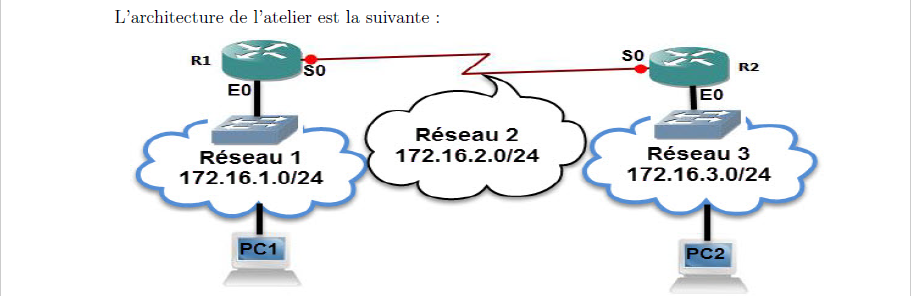 L'architecture de l'atelier est la suivante :
R1
S0
S0
R2
E0
E0
Réseau 1
172.16.1.0/24
Réseau 2
172.16.2.0/24
Réseau 3
172.16.3.0/24
PC1
PC2